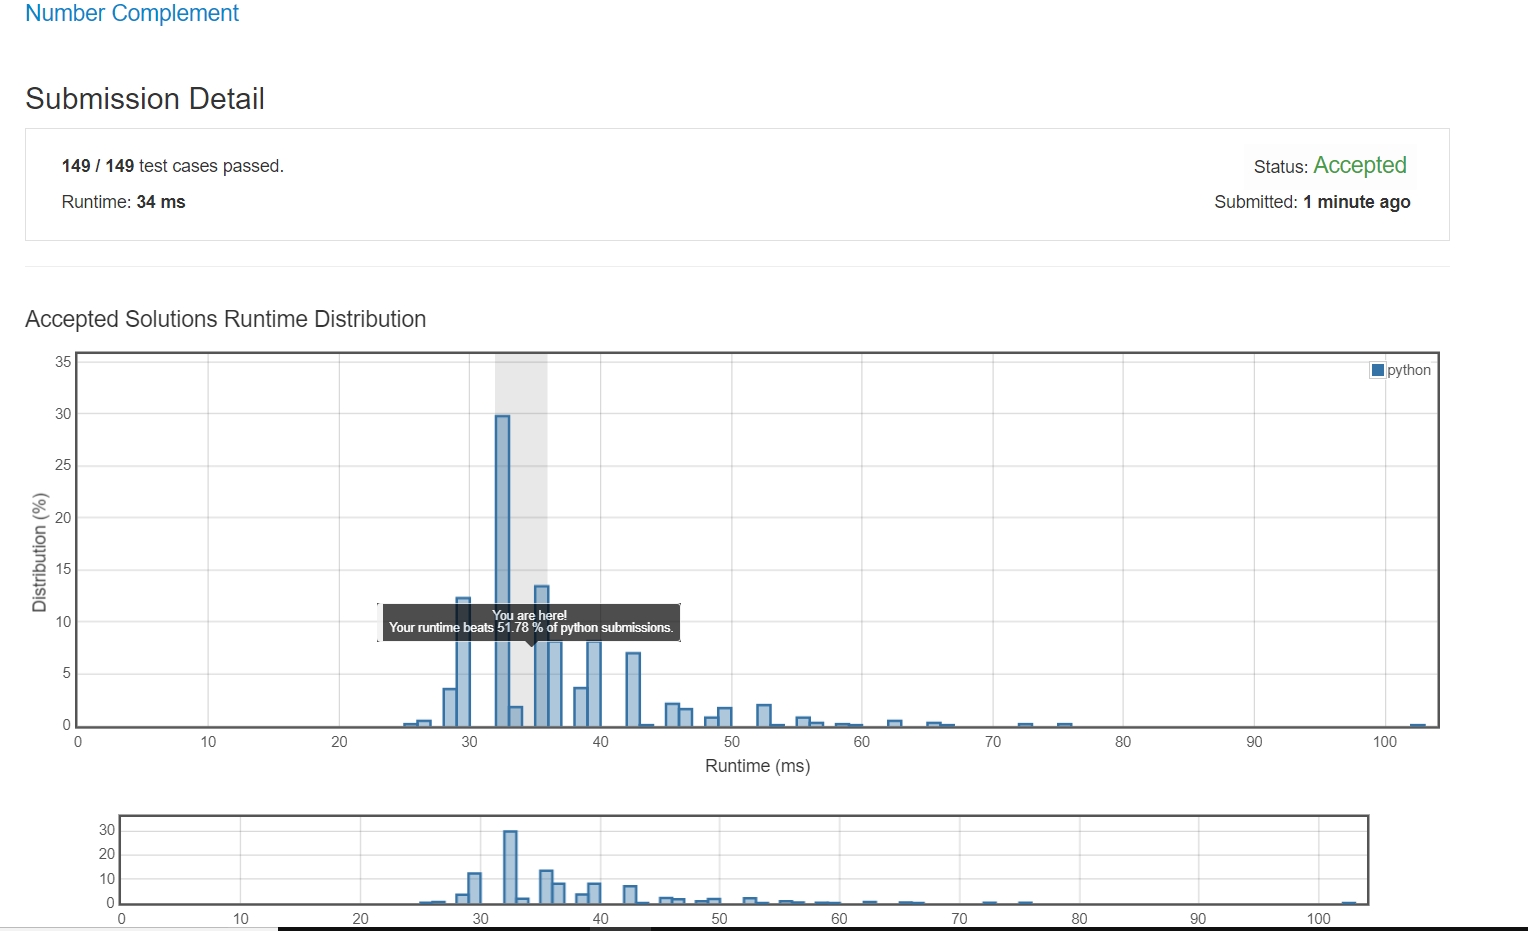 Number Complement
Submission Detail
149 / 149 test cases passed.
Status: Accepted
Runtime: 34 ms
Submitted: 1 minute ago
Accepted Solutions Runtime Distribution
35
30
25
20
15
10
5
0
Distribution (%)
python
You are here!
Your runtime beats 51.78 % of python submissions.
0 10 20 30 40 50 60 70 80 90 100
Runtime (ms)
30
20
10
0
0 10 20 30 40 50 60 70 80 90 100